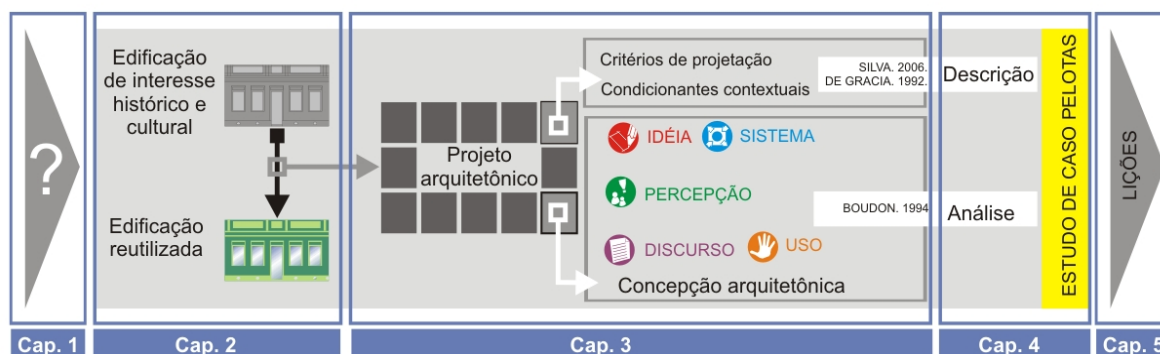 ?
Edificação
de interesse
histórico e
cultural
Edificação
reutilizada
Projeto
arquitetônico
Critérios de projetação
Condicionantes contextuais
SILVA. 2006.
DE GRACIA. 1992.
IDÉIA
SISTEMA
PERCEPÇÃO
BOUDON. 1994
DISCURSO
USO
Concepção arquitetônica
Descrição
Análise
ESTUDO DE CASO PELOTAS
LIÇÕES
Cap. 1
Cap. 2
Cap. 3
Cap. 4
Cap. 5